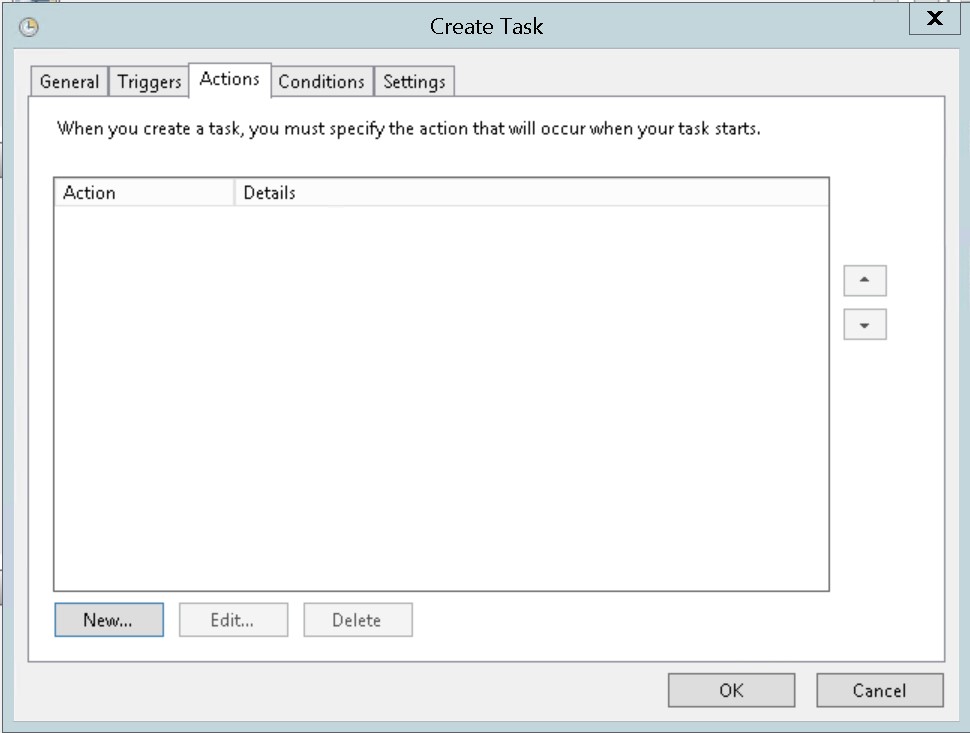 Create Task
General Triggers Actions Conditions Settings
When you create a task, you must specify the action that will occur when your task starts.
Action Details
New... Edit... Delete
OK Cancel